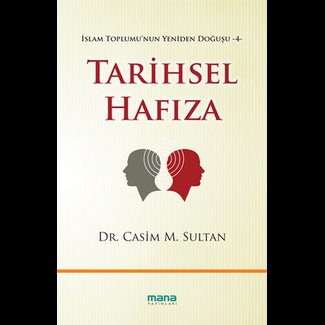 İslam Toplumu'nun Yeniden Doğuşu -4-
Tarihsel
Hafıza
Dr. Casim M. Sultan
mana
YAYINLARI